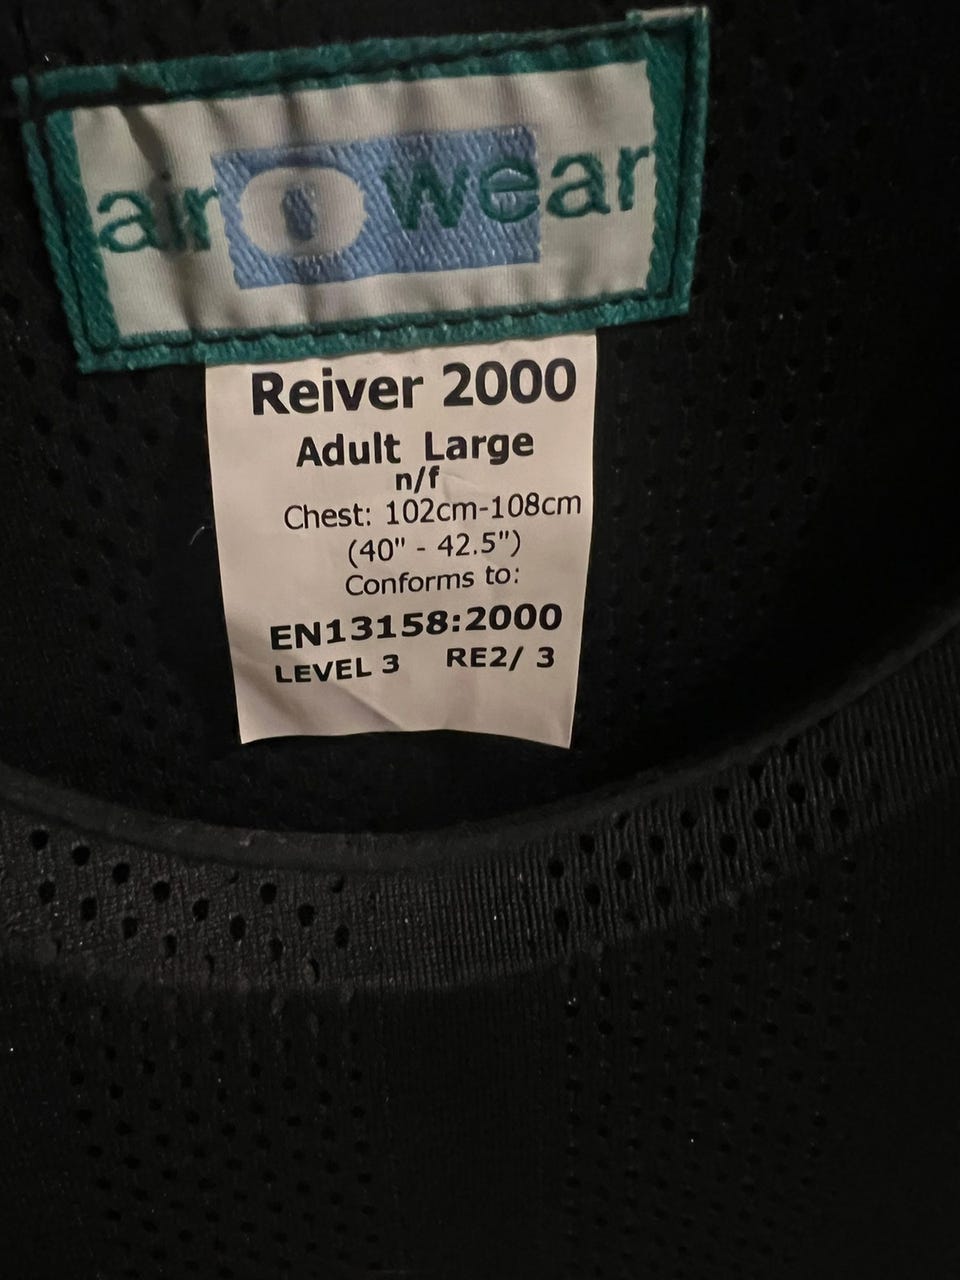 air o wear
Reiver 2000
Adult Large
n/f
Chest: 102cm-108cm
(40" - 42.5")
Conforms to:
EN13158:2000
LEVEL 3 RE2/ 3